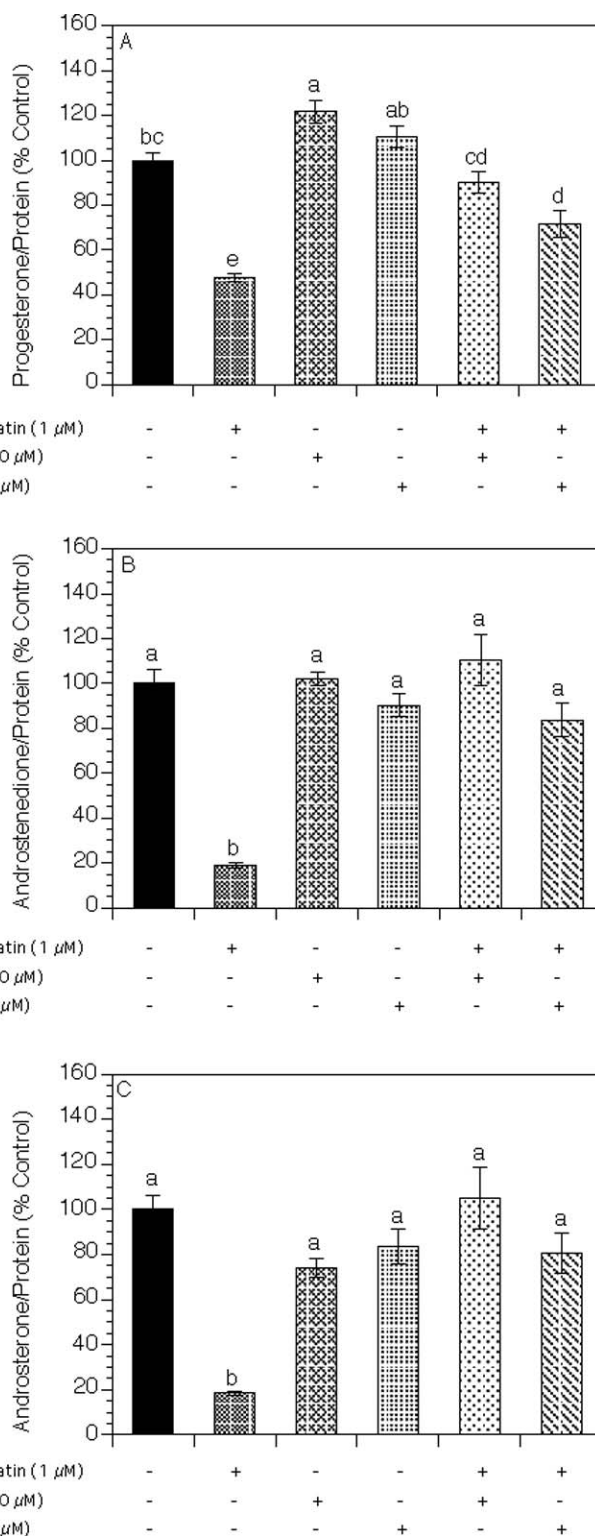 A
Progesterone/Protein (% Control)
160
140
120
100
80
60
40
20
0
bc
e
a
ab
cd
d
atin (1 μM) - + - - + +
0 μM) - - + - + -
μM) - - - + - +
B
Androstenedione/Protein (% Control)
160
140
120
100
80
60
40
20
0
a
b
a
a
a
a
atin (1 μM) - + - - + +
0 μM) - - + - + -
μM) - - - + - +
C
Androsterone/Protein (% Control)
160
140
120
100
80
60
40
20
0
a
b
a
a
a
a
atin (1 μM) - + - - + +
0 μM) - - + - + -
μM) - - - + - +